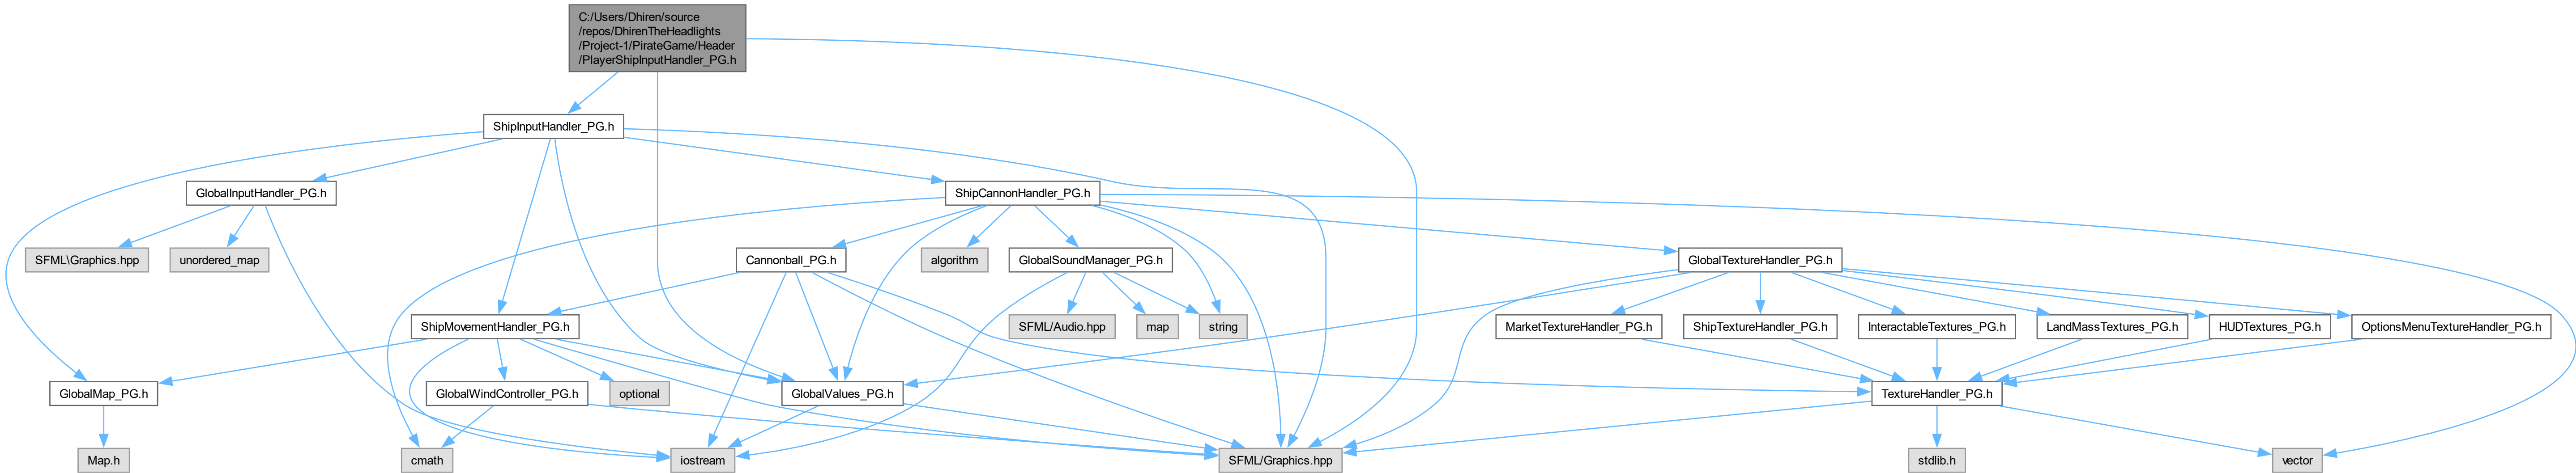 C:/Users/Dhiren/source
/repos/DhirenTheHeadlights
/Project-1/PirateGame/Header
/PlayerShipInputHandler_PG.h
ShipInputHandler_PG.h
GlobalInputHandler_PG.h
ShipCannonHandler_PG.h
SFML\Graphics.hpp
unordered_map
Cannonball_PG.h
algorithm
GlobalSoundManager_PG.h
GlobalTextureHandler_PG.h
ShipMovementHandler_PG.h
SFML/Audio.hpp
map
string
MarketTextureHandler_PG.h
ShipTextureHandler_PG.h
InteractableTextures_PG.h
LandMassTextures_PG.h
HUDTextures_PG.h
OptionsMenuTextureHandler_PG.h
GlobalMap_PG.h
GlobalWindController_PG.h
optional
GlobalValues_PG.h
TextureHandler_PG.h
Map.h
cmath
iostream
SFML/Graphics.hpp
stdlib.h
vector